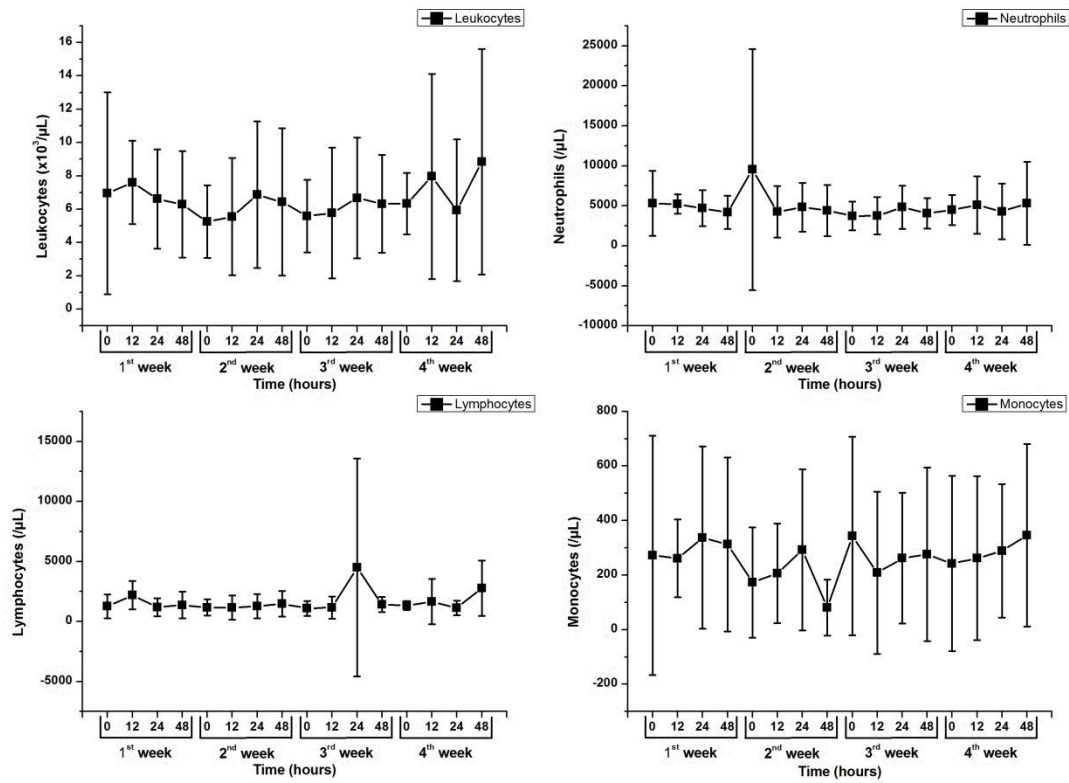 Leukocytes
16
14
12
10
8
6
4
2
0
Leukocytes (x10³/µL)
0 12 24 48 0 12 24 48 0 12 24 48 0 12 24 48
1st week 2nd week 3rd week 4th week
Time (hours)
Neutrophils
25000
20000
15000
10000
5000
0
-5000
-10000
Neutrophils (/µL)
0 12 24 48 0 12 24 48 0 12 24 48 0 12 24 48
1st week 2nd week 3rd week 4th week
Time (hours)
Lymphocytes
15000
10000
5000
0
-5000
Lymphocytes (/µL)
0 12 24 48 0 12 24 48 0 12 24 48 0 12 24 48
1st week 2nd week 3rd week 4th week
Time (hours)
Monocytes
800
600
400
200
0
-200
Monocytes (/µL)
0 12 24 48 0 12 24 48 0 12 24 48 0 12 24 48
1st week 2nd week 3rd week 4th week
Time (hours)